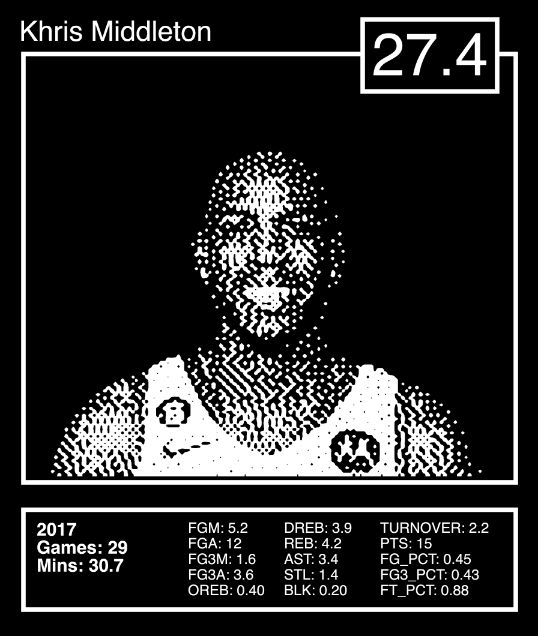 Khris Middleton
27.4
2017
Games: 29
Mins: 30.7
FGM: 5.2
FGA: 12
FG3M: 1.6
FG3A: 3.6
OREB: 0.40
DREB: 3.9
REB: 4.2
AST: 3.4
STL: 1.4
BLK: 0.20
TURNOVER: 2.2
PTS: 15
FG_PCT: 0.45
FG3_PCT: 0.43
FT_PCT: 0.88